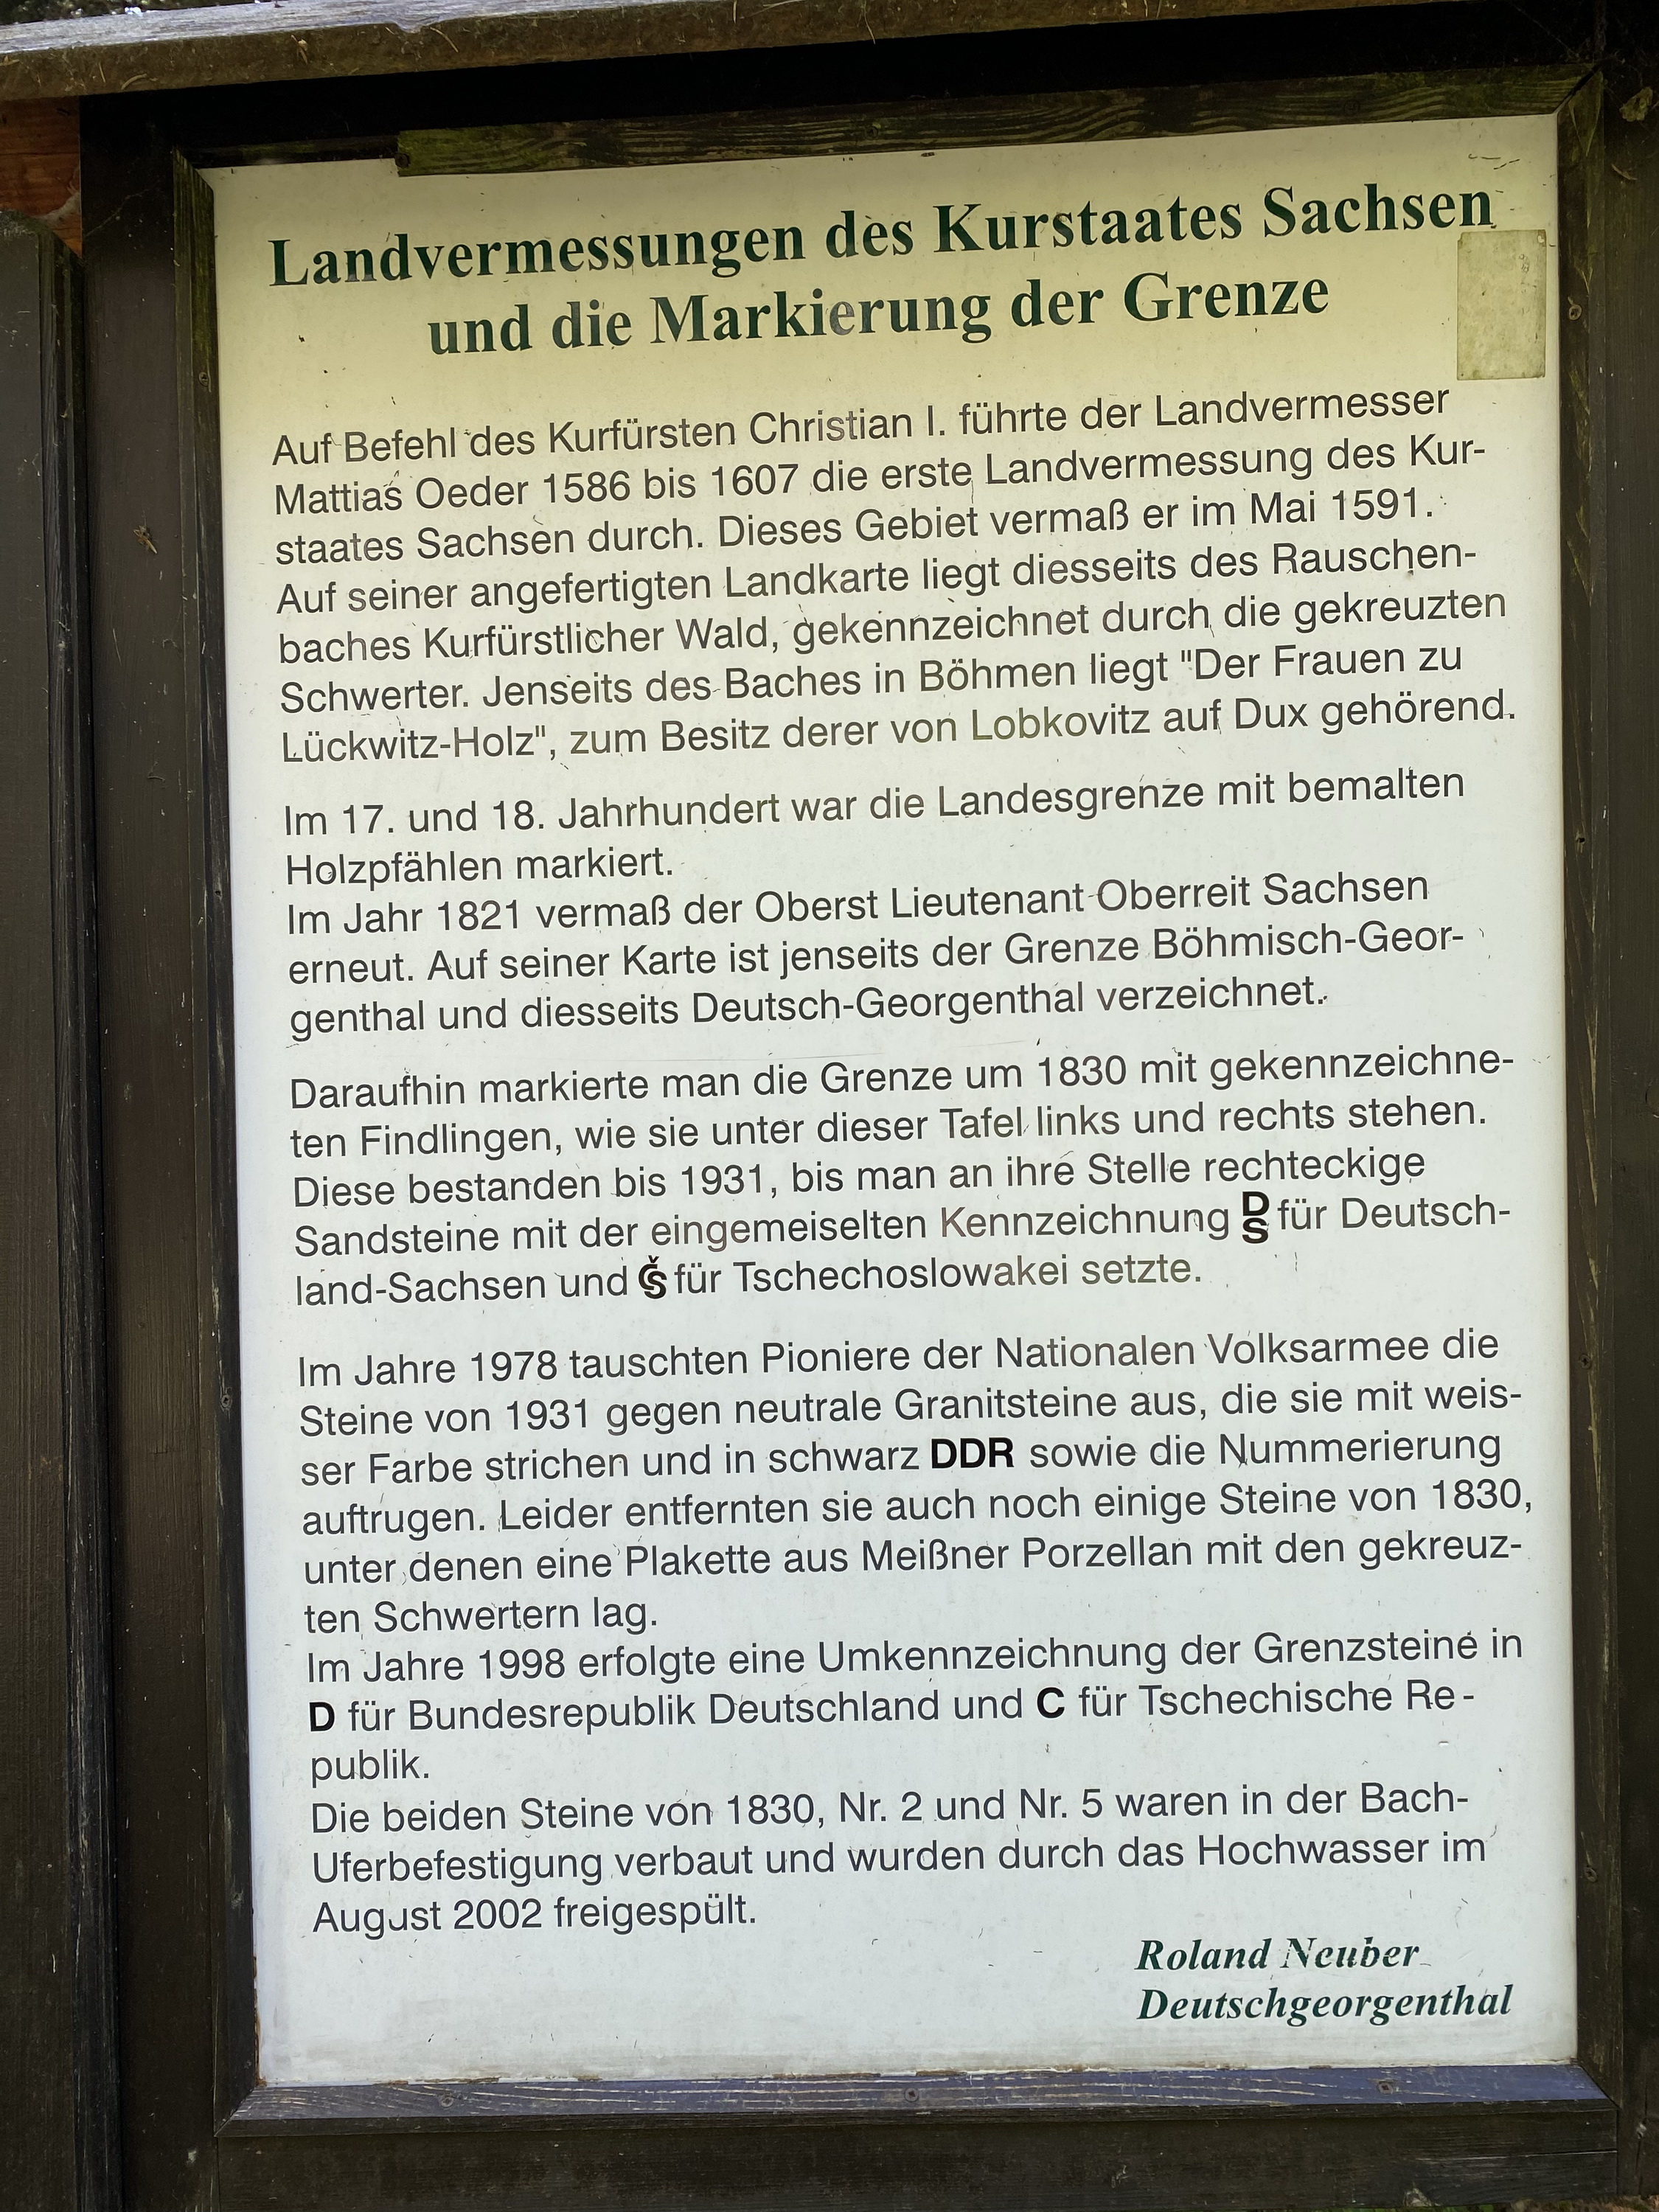 Landvermessungen des Kurstaates Sachsen
und die Markierung der Grenze
Auf Befehl des Kurfürsten Christian I. führte der Landvermesser
Mattias Oeder 1586 bis 1607 die erste Landvermessung des Kur-
staates Sachsen durch. Dieses Gebiet vermaß er im Mai 1591.
Auf seiner angefertigten Landkarte liegt diesseits des Rauschen-
baches Kurfürstlicher Wald, gekennzeichnet durch die gekreuzten
Schwerter. Jenseits des Baches in Böhmen liegt "Der Frauen zu
Lückwitz-Holz", zum Besitz derer von Lobkovitz auf Dux gehörend.
Im 17. und 18. Jahrhundert war die Landesgrenze mit bemalten
Holzpfählen markiert.
Im Jahr 1821 vermaß der Oberst Lieutenant Oberreit Sachsen
erneut. Auf seiner Karte ist jenseits der Grenze Böhmisch-Geor-
genthal und diesseits Deutsch-Georgenthal verzeichnet.
Daraufhin markierte man die Grenze um 1830 mit gekennzeichne-
ten Findlingen, wie sie unter dieser Tafel links und rechts stehen.
Diese bestanden bis 1931, bis man an ihre Stelle rechteckige
Sandsteine mit der eingemeiselten Kennzeichnung DS für Deutsch-
land-Sachsen und ČS für Tschechoslowakei setzte.
Im Jahre 1978 tauschten Pioniere der Nationalen Volksarmee die
Steine von 1931 gegen neutrale Granitsteine aus, die sie mit weis-
ser Farbe strichen und in schwarz DDR sowie die Nummerierung
auftrugen. Leider entfernten sie auch noch einige Steine von 1830,
unter denen eine Plakette aus Meißner Porzellan mit den gekreuz-
ten Schwertern lag.
Im Jahre 1998 erfolgte eine Umkennzeichnung der Grenzsteine in
D für Bundesrepublik Deutschland und C für Tschechische Re-
publik.
Die beiden Steine von 1830, Nr. 2 und Nr. 5 waren in der Bach-
Uferbefestigung verbaut und wurden durch das Hochwasser im
August 2002 freigespült.
Roland Neuber
Deutschgeorgenthal